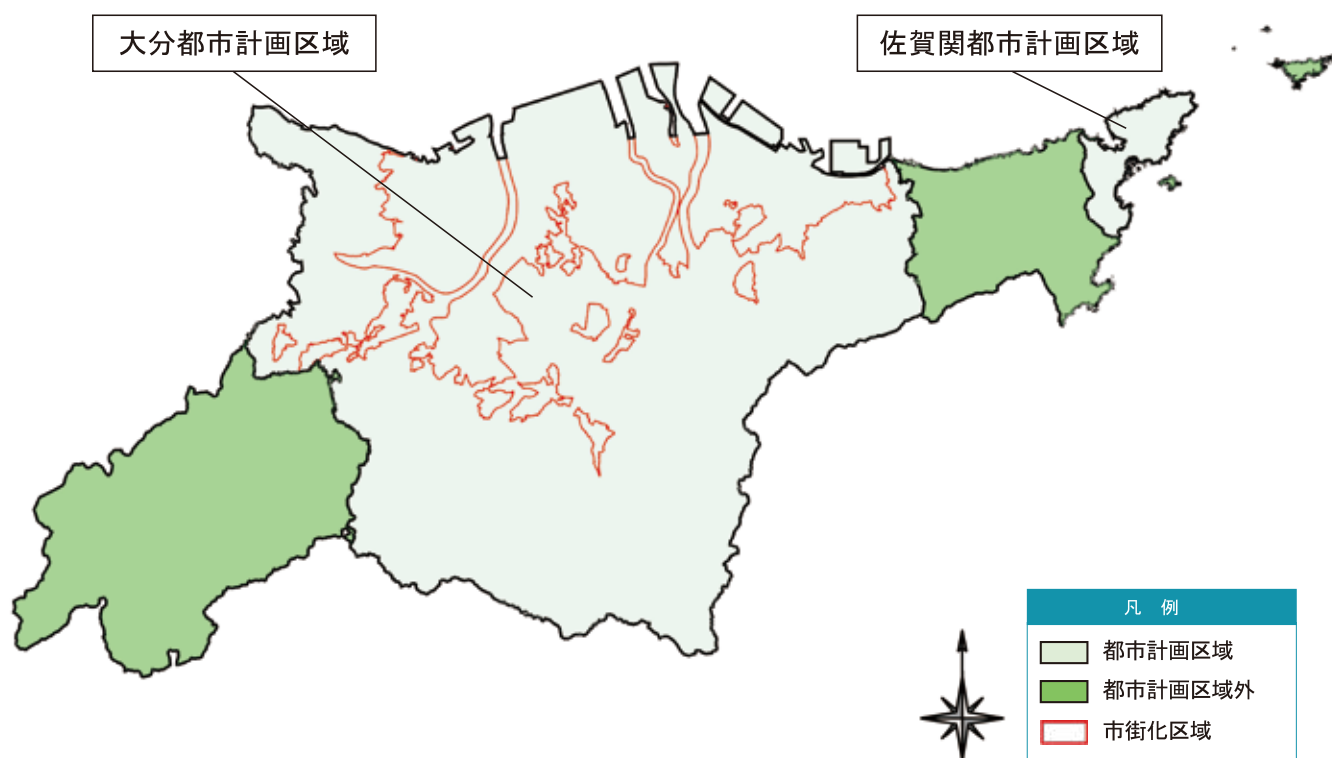 大分都市計画区域
佐賀関都市計画区域
凡 例
都市計画区域
都市計画区域外
市街化区域